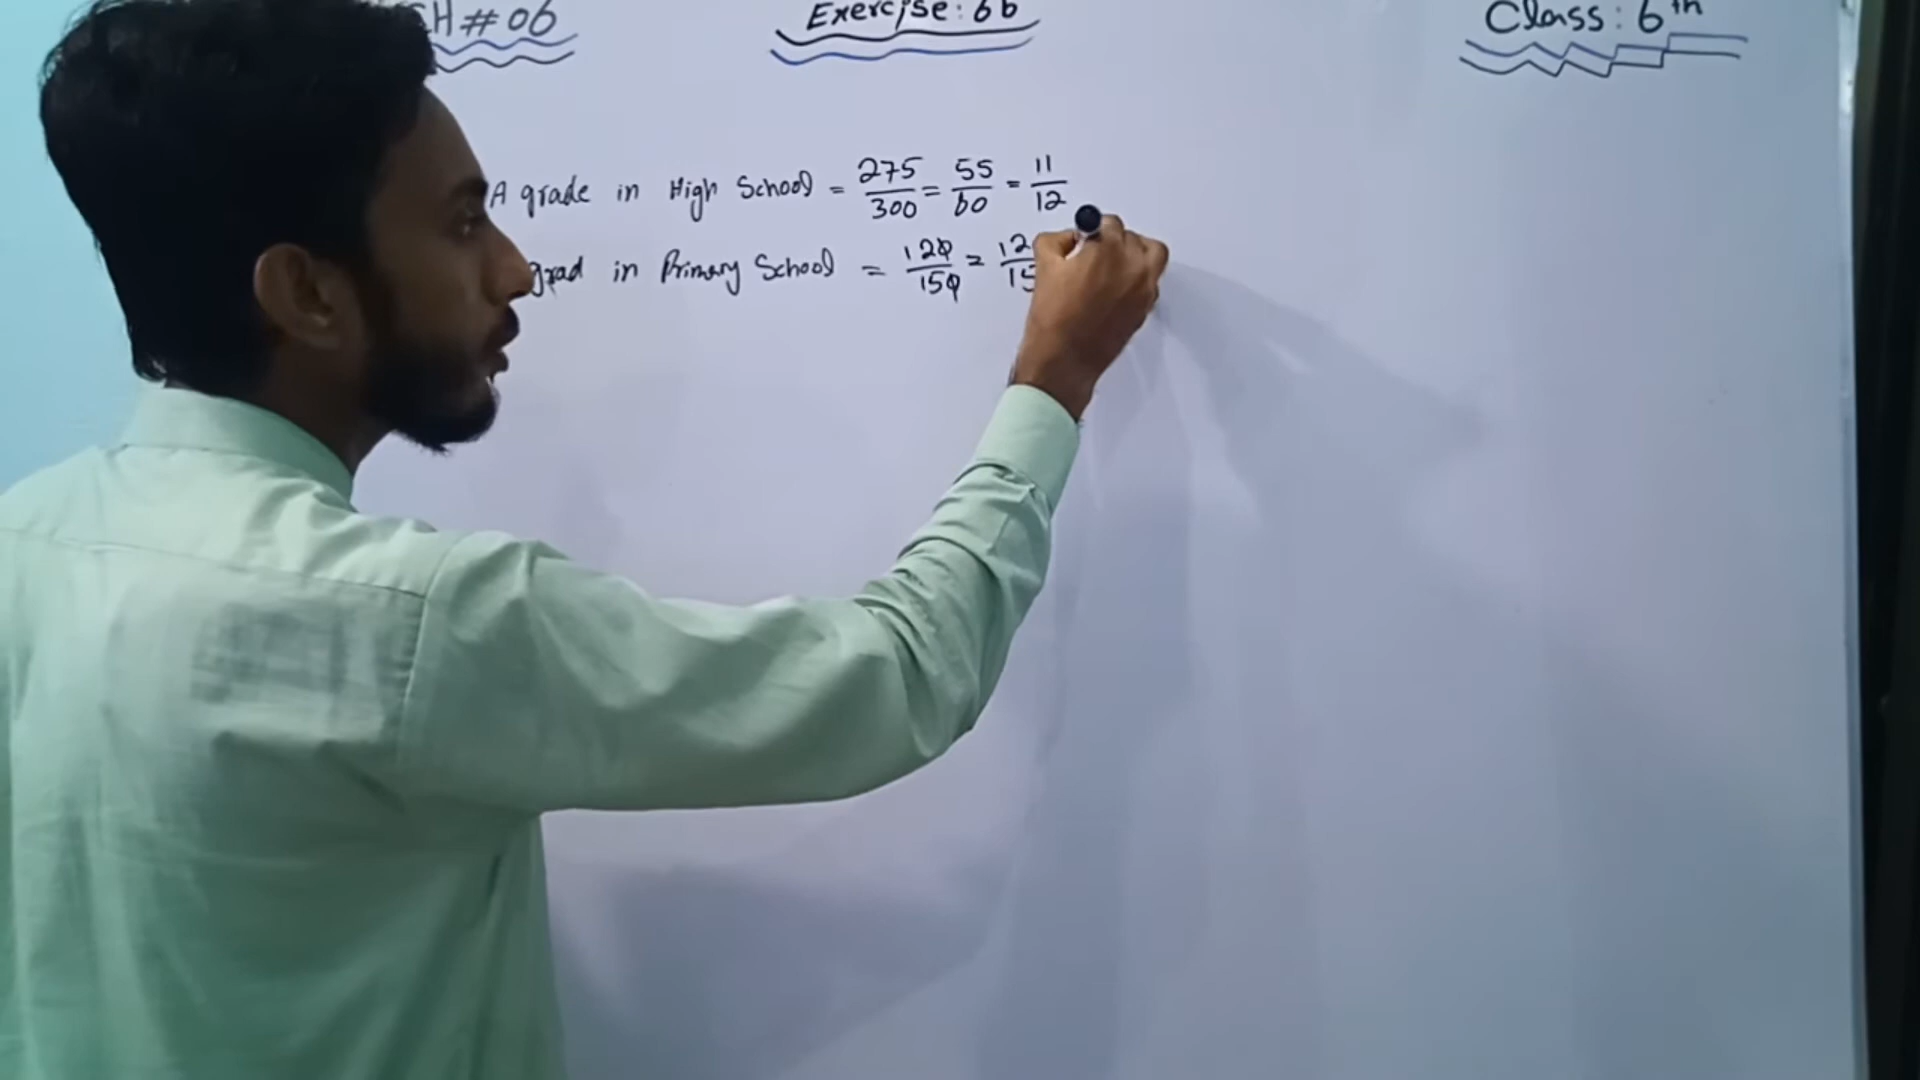 CH # 06
Exercise: 6b
Class: 6th
A grade in High School = 275/300 = 55/60 = 11/12
grad in Primary School = 120/150 = 12/15